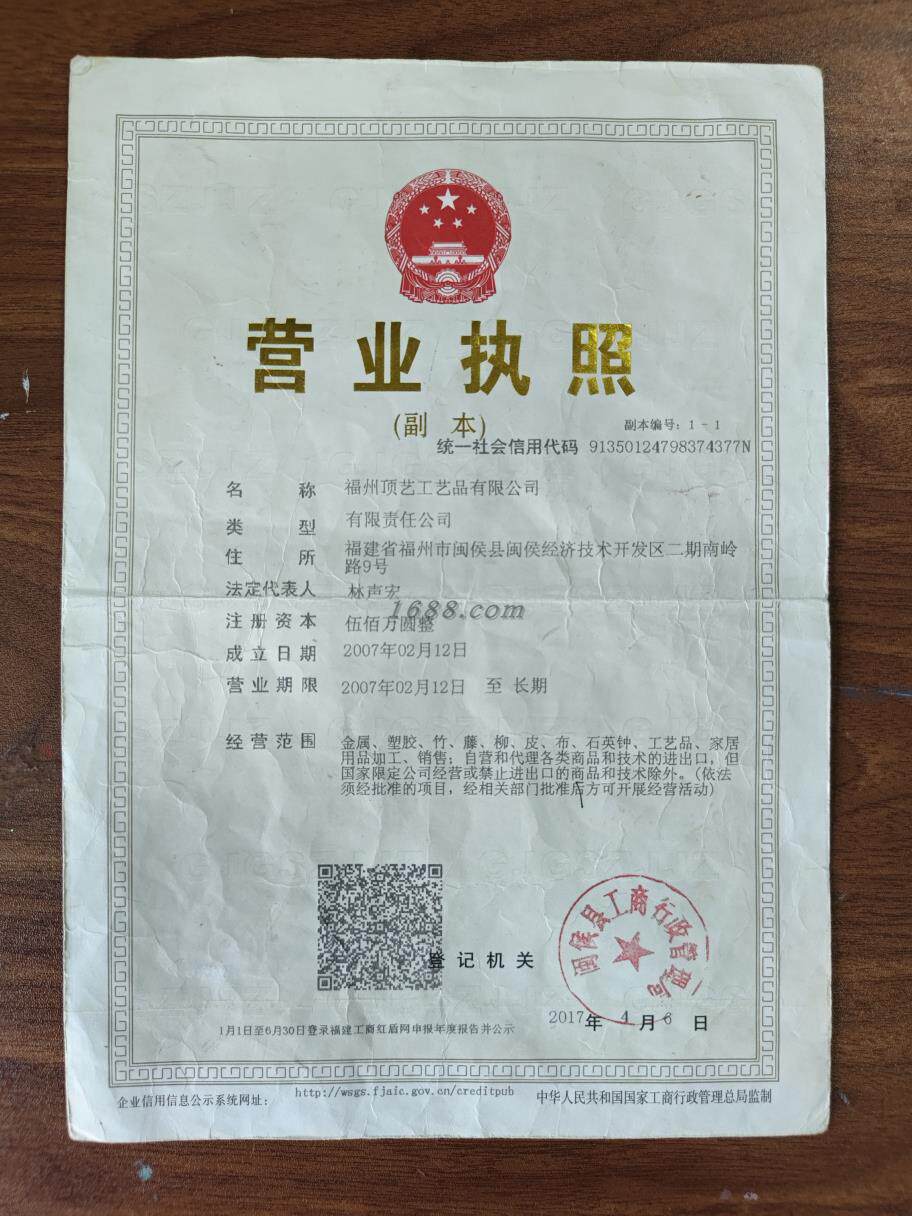 营业执照
(副 本)
副本编号：1－1
统一社会信用代码 91350124798374377N
名 称 福州顶艺工艺品有限公司
类 型 有限责任公司
住 所 福建省福州市闽侯县闽侯经济技术开发区二期南岭
路9号
法定代表人 林声宏
1688.com
注册资本 伍佰万圆整
成立日期 2007年02月12日
营业期限 2007年02月12日 至 长期
经营范围 金属、塑胶、竹、藤、柳、皮、布、石英钟、工艺品、家居
用品加工、销售；自营和代理各类商品和技术的进出口，但
国家限定公司经营或禁止进出口的商品和技术除外。(依法
须经批准的项目，经相关部门批准后方可开展经营活动)
闽侯县工商行政管理局
登记机关
2017年 4月6日
1月1日至6月30日登录福建工商红盾网申报年度报告并公示
企业信用信息公示系统网址：
http://wsgs.fjaic.gov.cn/creditpub
中华人民共和国国家工商行政管理总局监制